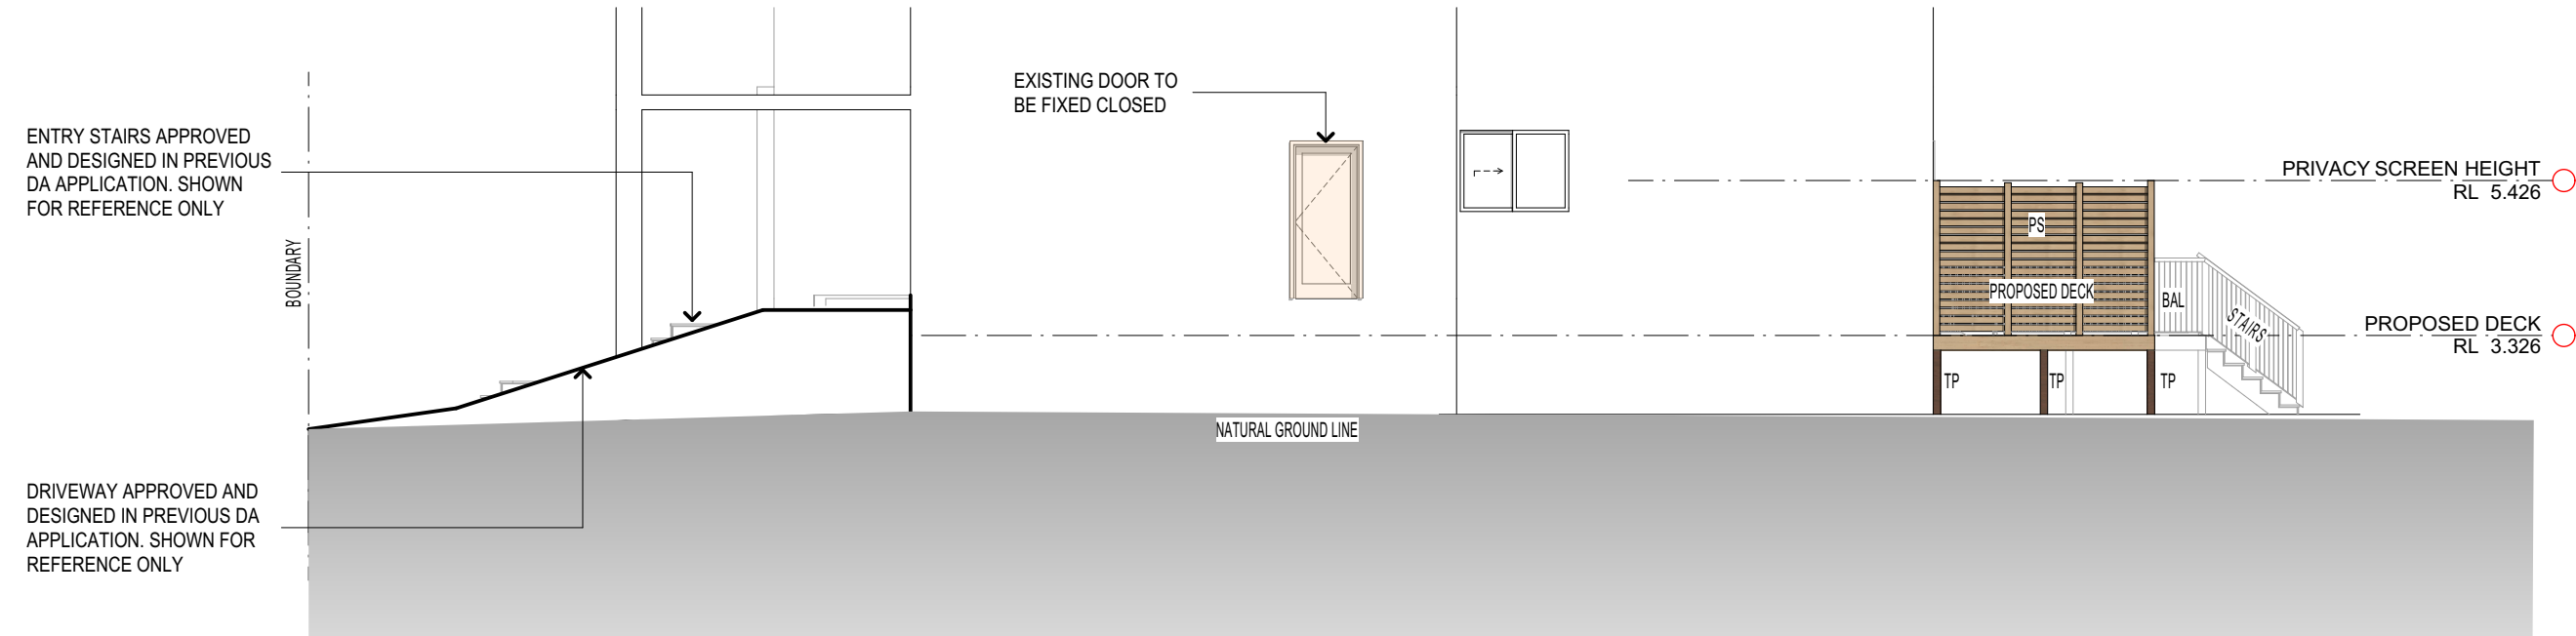 EXISTING DOOR TO
BE FIXED CLOSED
ENTRY STAIRS APPROVED
AND DESIGNED IN PREVIOUS
DA APPLICATION. SHOWN
FOR REFERENCE ONLY
PRIVACY SCREEN HEIGHT
RL 5.426
PS
BOUNDARY
PROPOSED DECK
BAL
STAIRS
PROPOSED DECK
RL 3.326
TP
TP
TP
NATURAL GROUND LINE
DRIVEWAY APPROVED AND
DESIGNED IN PREVIOUS DA
APPLICATION. SHOWN FOR
REFERENCE ONLY